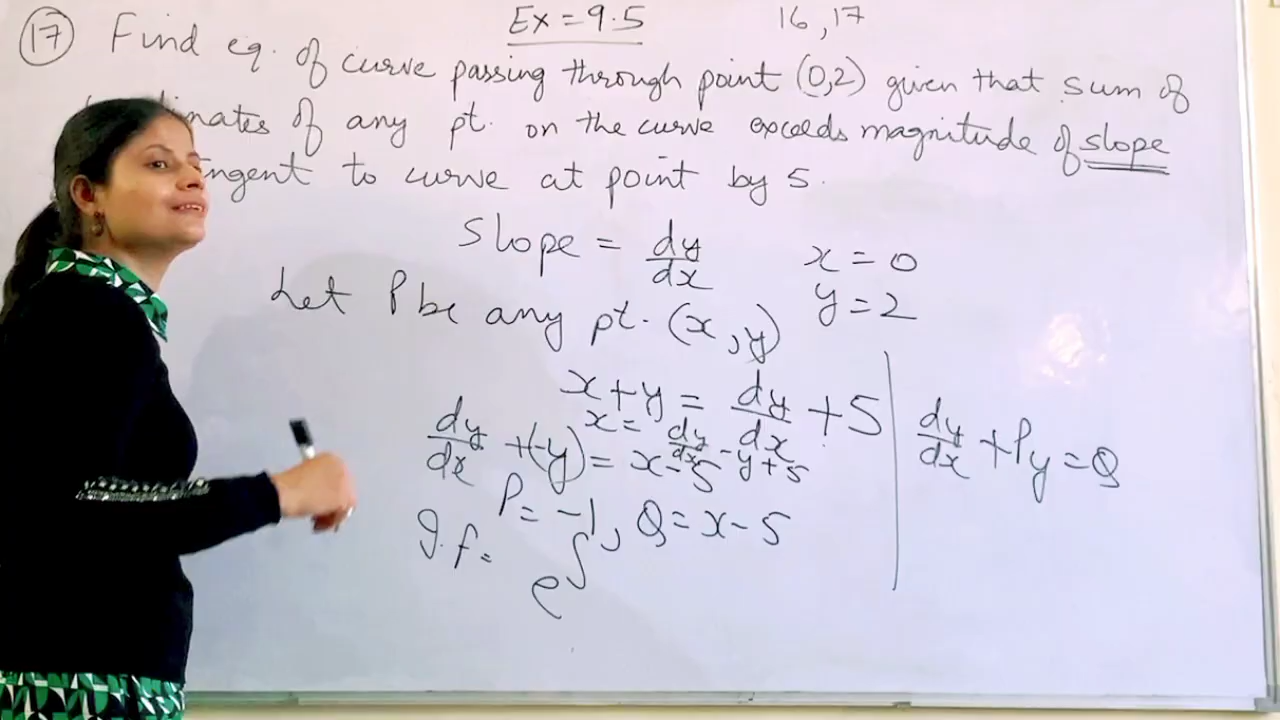 Ex = 9.5
16, 17
(17) Find eq. of curve passing through point (0,2) given that sum of
nates of any pt. on the curve exceeds magnitude of slope
ngent to curve at point by 5.
Slope = dy/dx
x = 0
y = 2
Let P be any pt. (x, y)
x + y = dy/dx + 5
x = dy/dx - y + 5
dy/dx + (-y) = x - 5
dy/dx + Py = Q
P = -1, Q = x - 5
I.f = e^∫